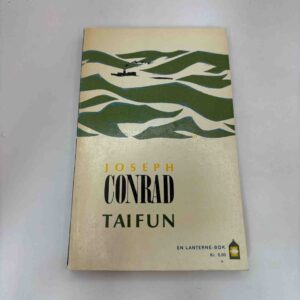 JOSEPH
CONRAD
TAIFUN
EN LANTERNE-BOK